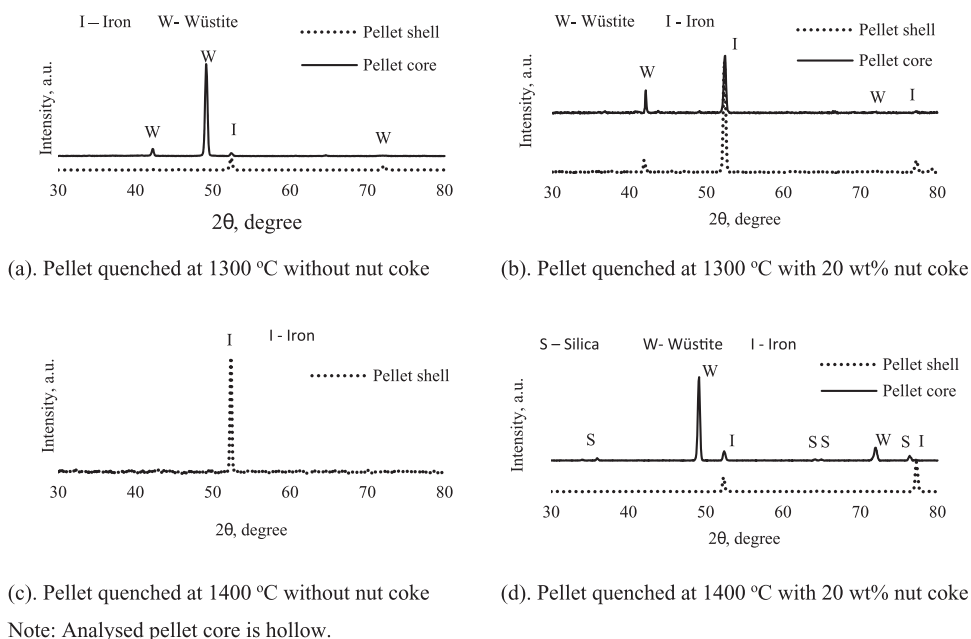 I – Iron W- Wüstite
Pellet shell
Pellet core
W
W
I
W
Intensity, a.u.
30 40 50 60 70 80
2θ, degree
(a). Pellet quenched at 1300 °C without nut coke
W- Wüstite I - Iron
Pellet shell
Pellet core
I
W
W I
Intensity, a.u.
30 40 50 60 70 80
2θ, degree
(b). Pellet quenched at 1300 °C with 20 wt% nut coke
I I - Iron
Pellet shell
Intensity, a.u.
30 40 50 60 70 80
2θ, degree
(c). Pellet quenched at 1400 °C without nut coke
S – Silica W- Wüstite I - Iron
Pellet shell
Pellet core
W
S I S S W S I
Intensity, a.u.
30 40 50 60 70 80
2θ, degree
(d). Pellet quenched at 1400 °C with 20 wt% nut coke
Note: Analysed pellet core is hollow.